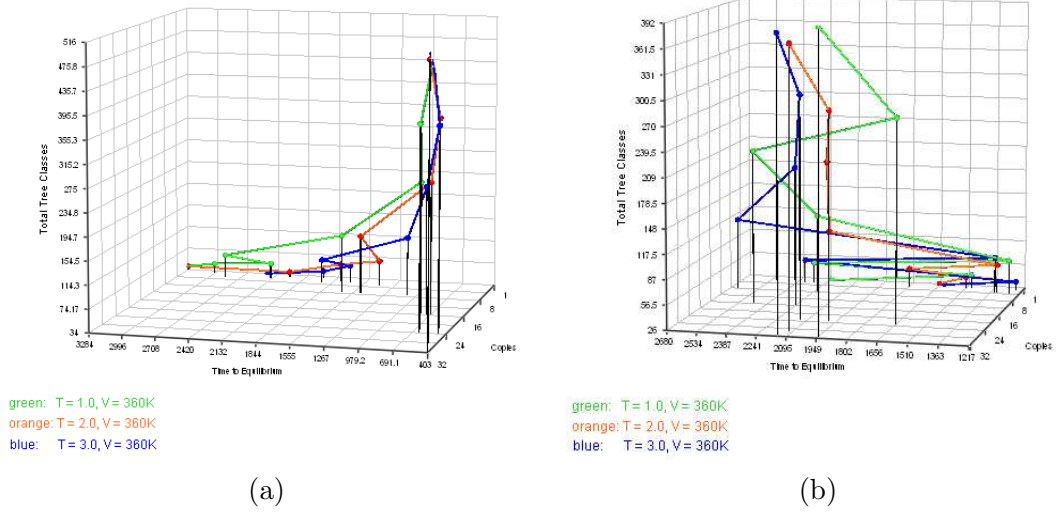 516
475.8
435.7
395.5
355.3
315.2
275
234.8
194.7
154.5
114.3
74.17
34
Total Tree Classes
3284 2996 2708 2420 2132 1844 1555 1267 979.2 691.1 403
Time to Equilibrium
32 24 16 8 1
Copies
green: T = 1.0, V = 360K
orange: T = 2.0, V = 360K
blue: T = 3.0, V = 360K
(a)
392
361.5
331
300.5
270
239.5
209
178.5
148
117.5
87
56.5
26
Total Tree Classes
2680 2534 2387 2241 2095 1949 1802 1656 1510 1363 1217
Time to Equilibrium
32 24 16 8 1
Copies
green: T = 1.0, V = 360K
orange: T = 2.0, V = 360K
blue: T = 3.0, V = 360K
(b)